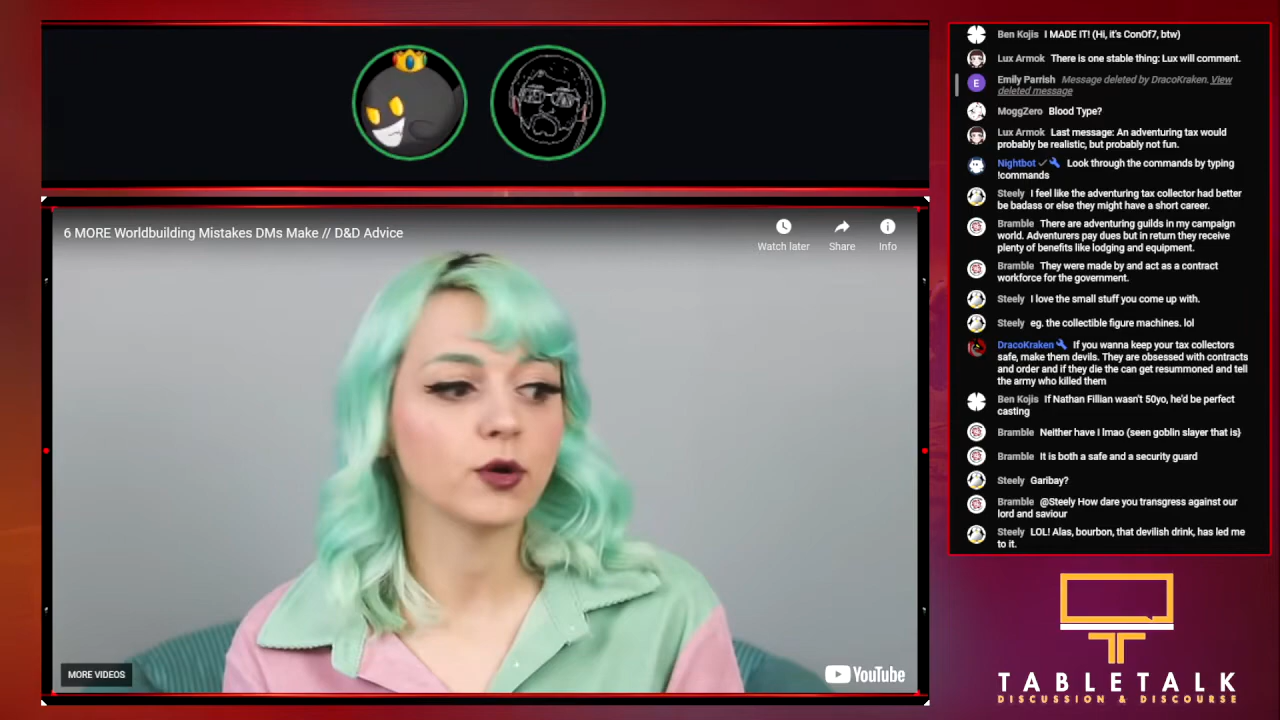 6 MORE Worldbuilding Mistakes DMs Make // D&D Advice
Watch later
Share
Info
MORE VIDEOS
YouTube
Ben Kojis I MADE IT! (Hi, it's ConOf7, btw)
Lux Armok There is one stable thing: Lux will comment.
E
Emily Parrish Message deleted by DracoKraken. View
deleted message
MoggZero Blood Type?
Lux Armok Last message: An adventuring tax would
probably be realistic, but probably not fun.
Nightbot Look through the commands by typing
!commands
Steely I feel like the adventuring tax collector had better
be badass or else they might have a short career.
Bramble There are adventuring guilds in my campaign
world. Adventurers pay dues but in return they receive
plenty of benefits like lodging and equipment.
Bramble They were made by and act as a contract
workforce for the government.
Steely I love the small stuff you come up with.
Steely eg. the collectible figure machines. lol
DracoKraken If you wanna keep your tax collectors
safe, make them devils. They are obsessed with contracts
and order and if they die the can get resummoned and tell
the army who killed them
Ben Kojis If Nathan Fillian wasn't 50yo, he'd be perfect
casting
Bramble Neither have I lmao (seen goblin slayer that is)
Bramble It is both a safe and a security guard
Steely Garibay?
Bramble @Steely How dare you transgress against our
lord and saviour
Steely LOL! Alas, bourbon, that devilish drink, has led me
to it.
TABLETALK
DISCUSSION & DISCOURSE